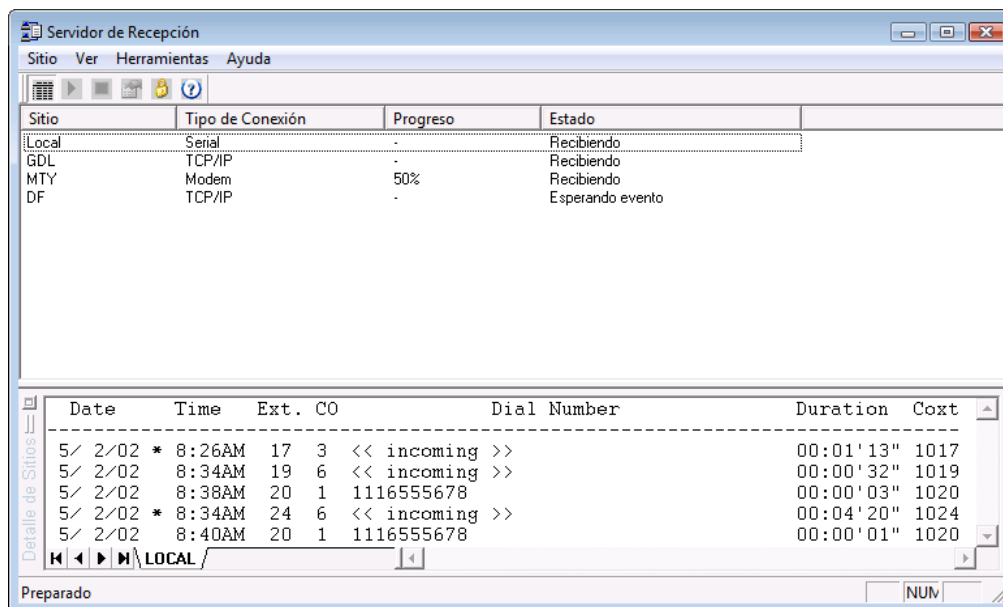 Servidor de Recepción
Sitio Ver Herramientas Ayuda
Sitio Tipo de Conexión Progreso Estado
Local Serial - Recibiendo
GDL TCP/IP - Recibiendo
MTY Modem 50% Recibiendo
DF TCP/IP - Esperando evento
Detalle de Sitios
Date Time Ext. CO Dial Number Duration Coxt
5/ 2/02 * 8:26AM 17 3 << incoming >> 00:01'13" 1017
5/ 2/02 8:34AM 19 6 << incoming >> 00:00'32" 1019
5/ 2/02 8:38AM 20 1 1116555678 00:00'03" 1020
5/ 2/02 * 8:34AM 24 6 << incoming >> 00:04'20" 1024
5/ 2/02 8:40AM 20 1 1116555678 00:00'01" 1020
LOCAL
Preparado NUM